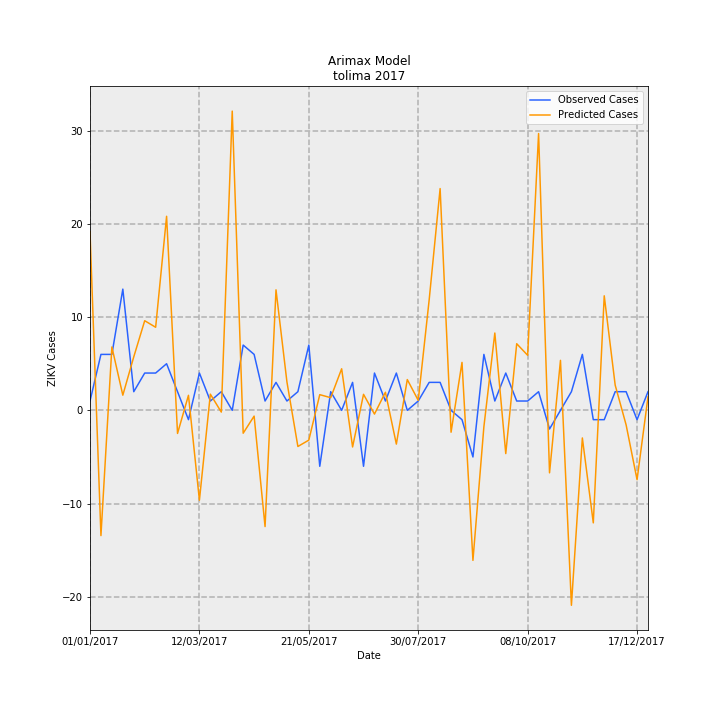 Arimax Model
tolima 2017
Observed Cases
Predicted Cases
ZIKV Cases
30
20
10
0
−10
−20
01/01/2017
12/03/2017
21/05/2017
30/07/2017
08/10/2017
17/12/2017
Date